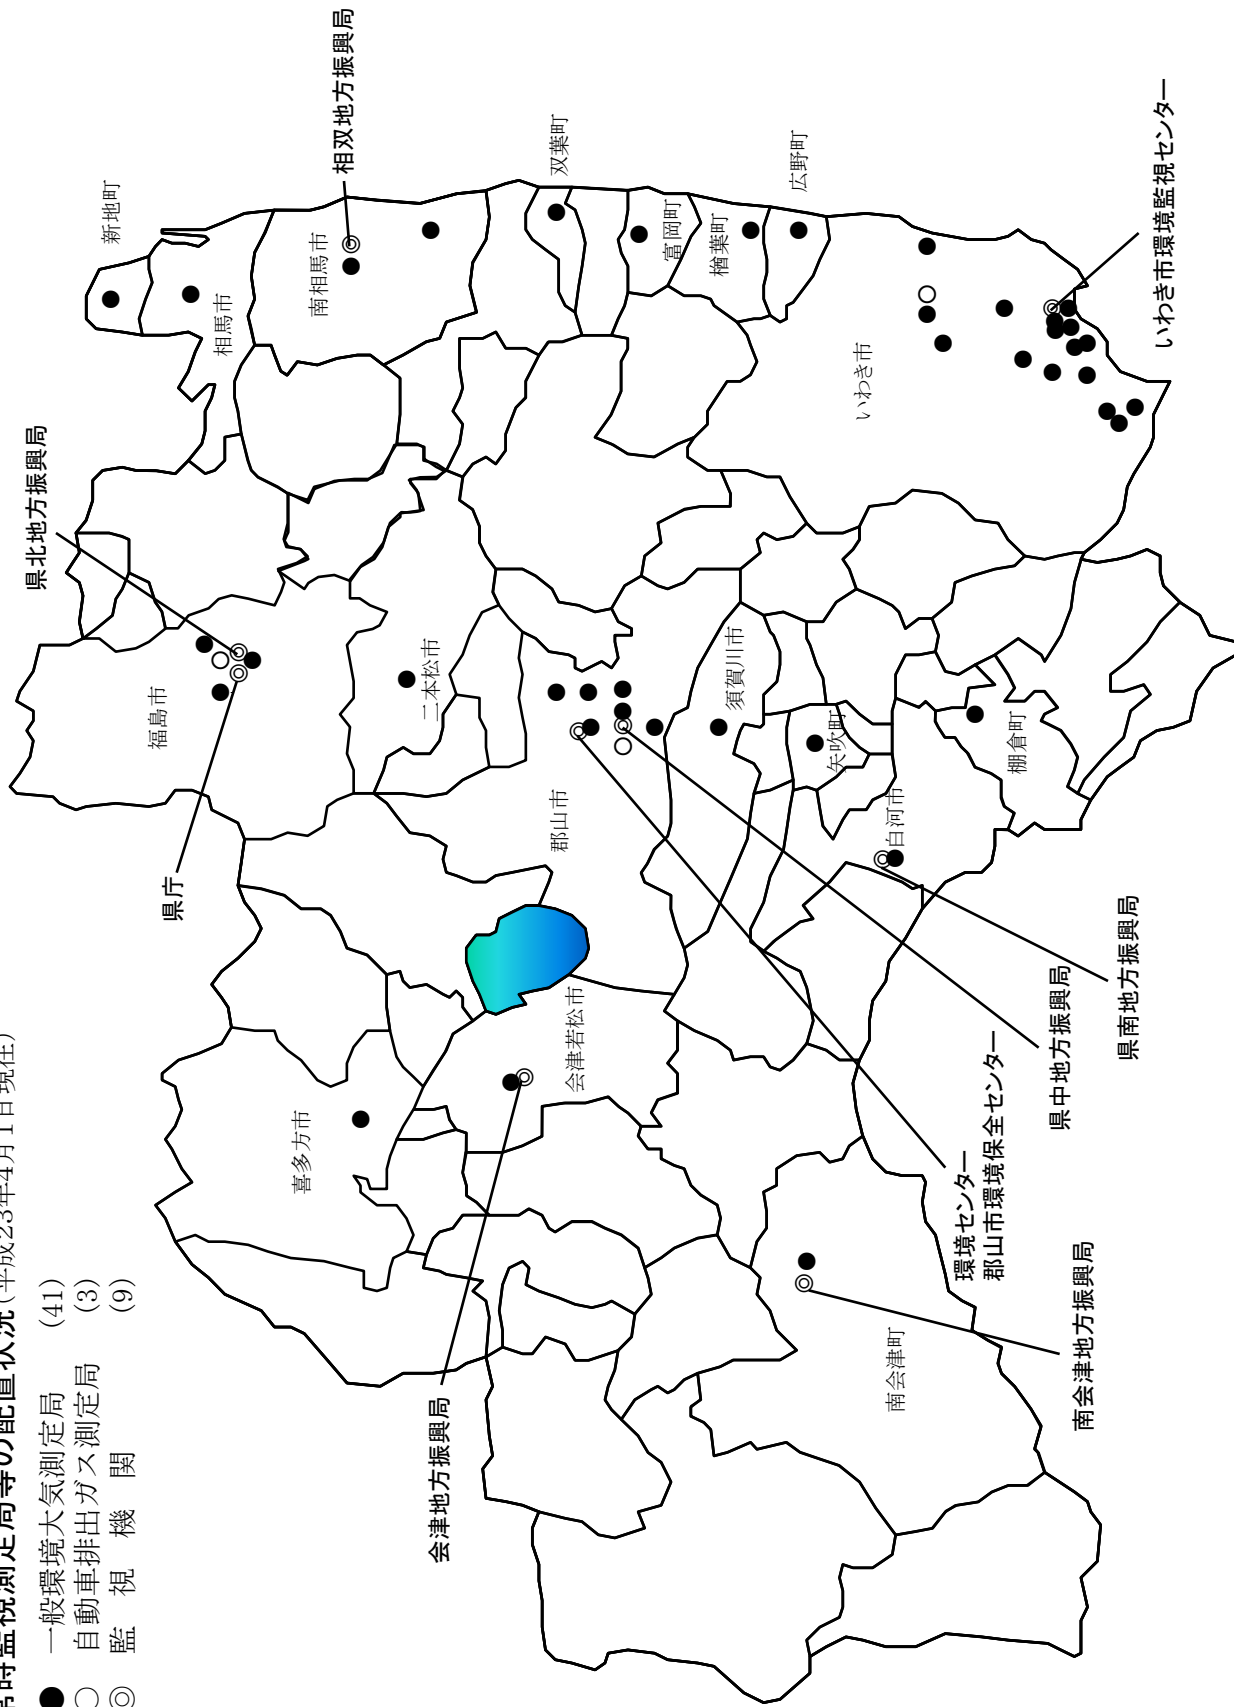 常時監視測定局等の配置状況（平成23年4月1日現在）
● 一般環境大気測定局 (41)
○ 自動車排出ガス測定局 (3)
◎ 監視機関 (9)
県北地方振興局
県庁
福島市
新地町
相馬市
南相馬市
相双地方振興局
双葉町
富岡町
楢葉町
広野町
いわき市
いわき市環境監視センター
二本松市
郡山市
須賀川市
矢吹町
白河市
棚倉町
喜多方市
会津若松市
会津地方振興局
環境センター
郡山市環境保全センター
県中地方振興局
県南地方振興局
南会津町
南会津地方振興局